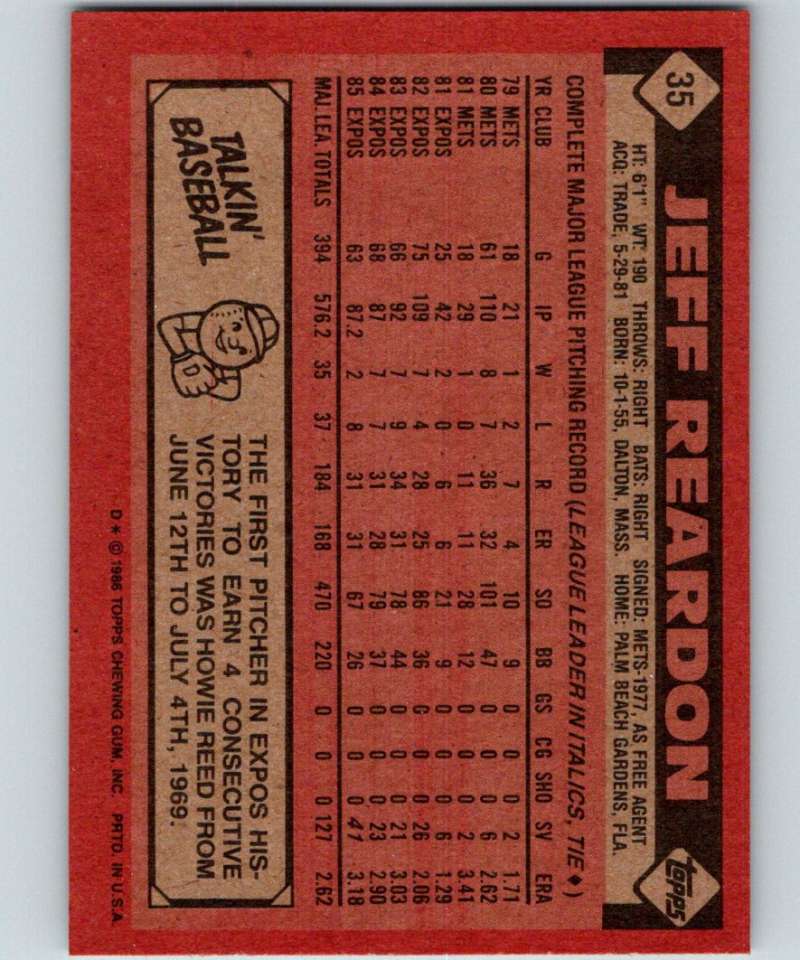 35
JEFF REARDON
topps
HT: 6'1" WT: 190 THROWS: RIGHT BATS: RIGHT SIGNED: METS-1977, AS FREE AGENT
ACQ: TRADE, 5-29-81 BORN: 10-1-55, DALTON, MASS. HOME: PALM BEACH GARDENS, FLA.
COMPLETE MAJOR LEAGUE PITCHING RECORD (LEAGUE LEADER IN ITALICS, TIE♦)
YR CLUB G IP W L R ER SO BB GS CG SHO SV ERA
79 METS 18 21 1 2 7 4 10 9 0 0 0 2 1.71
80 METS 61 110 8 7 36 32 101 47 0 0 0 6 2.62
81 METS 18 29 1 0 11 11 28 12 0 0 0 2 3.41
81 EXPOS 25 42 2 0 6 6 21 9 0 0 0 6 1.29
82 EXPOS 75 109 7 4 28 25 86 36 0 0 0 26 2.06
83 EXPOS 66 92 7 9 34 31 78 44 0 0 0 21 3.03
84 EXPOS 68 87 7 7 31 28 79 37 0 0 0 23 2.90
85 EXPOS 63 87.2 2 8 31 31 67 26 0 0 0 41 3.18
MAJ. LEA. TOTALS 394 576.2 35 37 184 168 470 220 0 0 0 127 2.62
TALKIN'
BASEBALL
D
THE FIRST PITCHER IN EXPOS HIS-
TORY TO EARN 4 CONSECUTIVE
VICTORIES WAS HOWIE REED FROM
JUNE 12TH TO JULY 4TH, 1969.
D* © 1986 TOPPS CHEWING GUM, INC. PRTD. IN U.S.A.